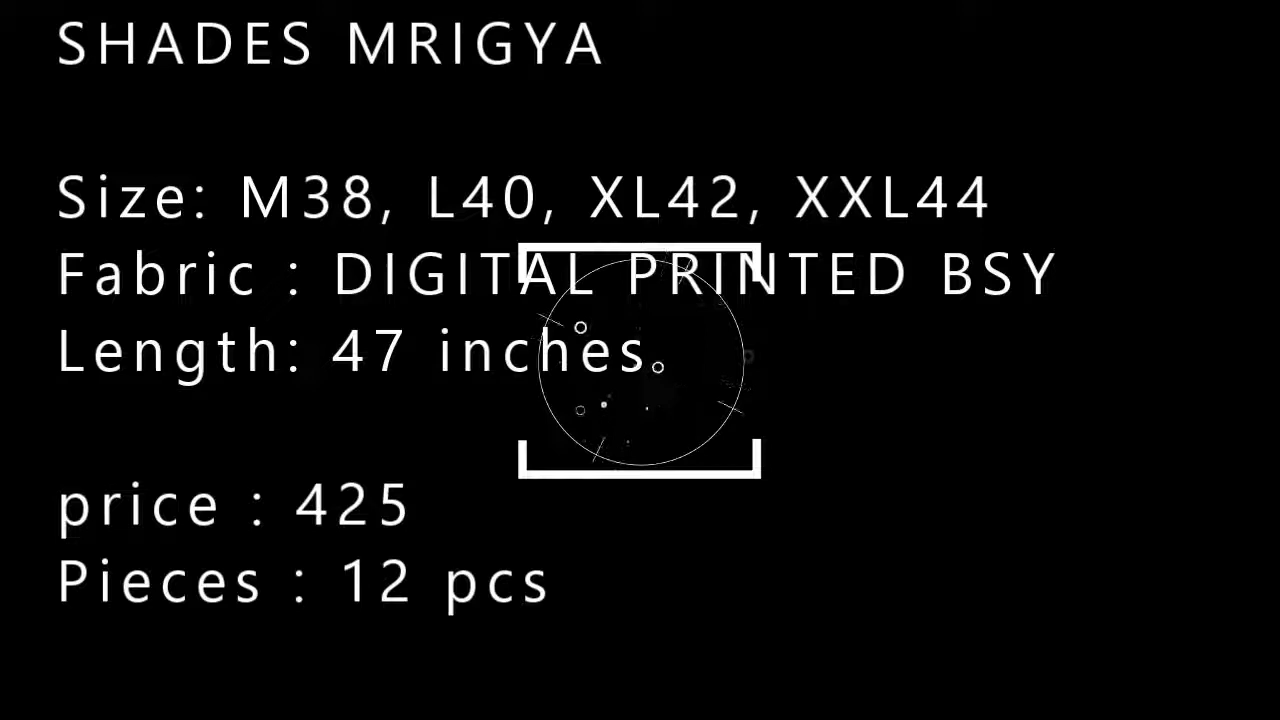 SHADES MRIGYA
Size: M38, L40, XL42, XXL44
Fabric : DIGITAL PRINTED BSY
Length: 47 inches
price : 425
Pieces : 12 pcs